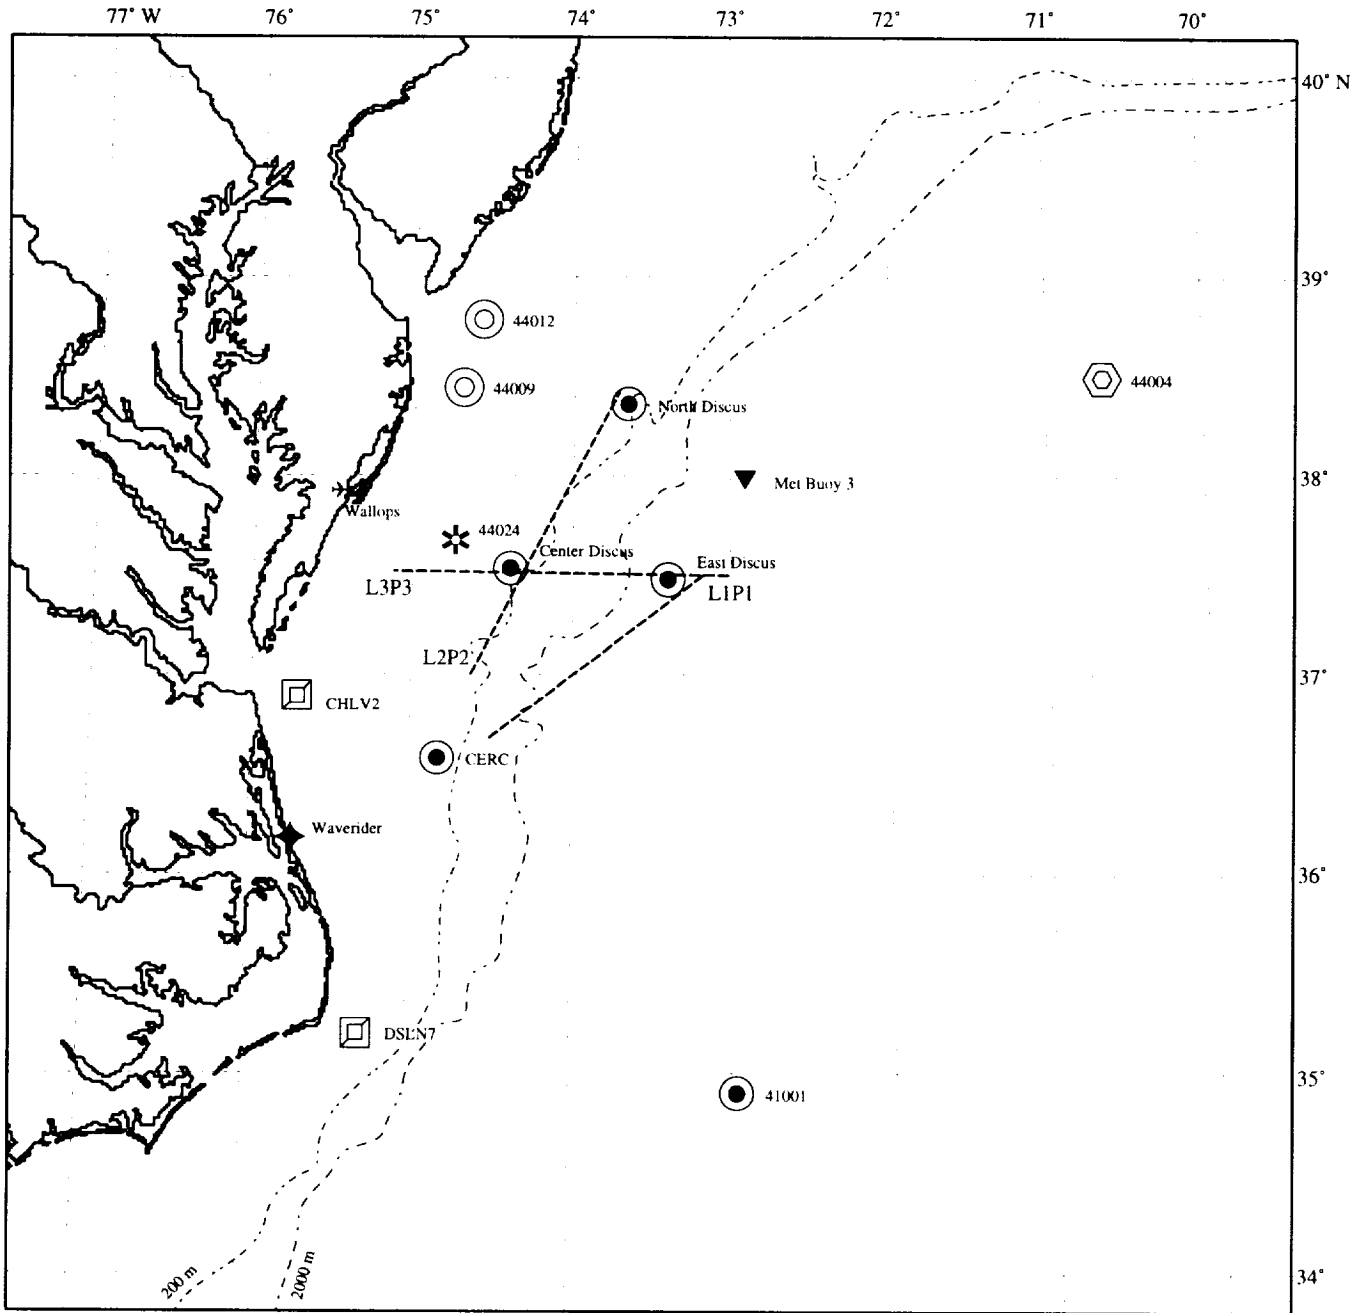 77° W 76° 75° 74° 73° 72° 71° 70°
40° N
39°
44012
44009
44004
North Discus
38°
Met Buoy 3
Wallops
44024
Center Discus
East Discus
L3P3
L1P1
L2P2
37°
CHLV2
CERC
Waverider
36°
DSLN7
35°
41001
200 m
2000 m
34°